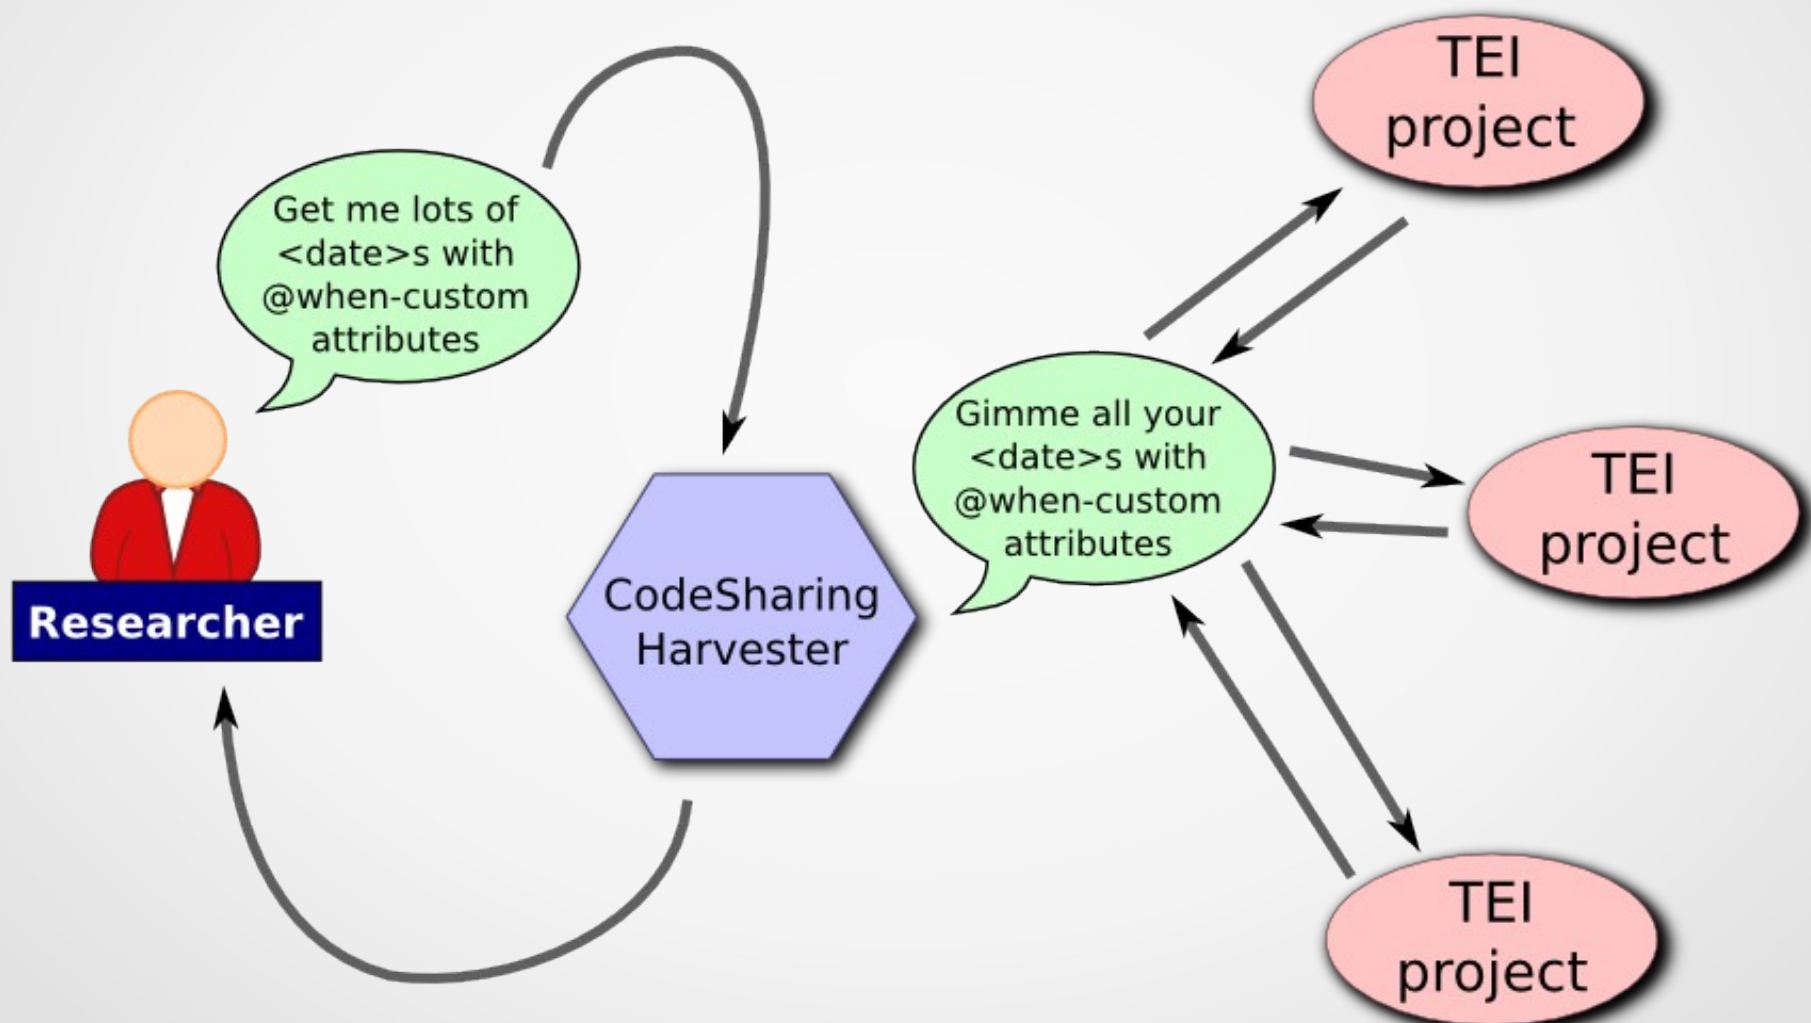 Get me lots of
<date>s with
@when-custom
attributes
Researcher
CodeSharing
Harvester
Gimme all your
<date>s with
@when-custom
attributes
TEI
project
TEI
project
TEI
project